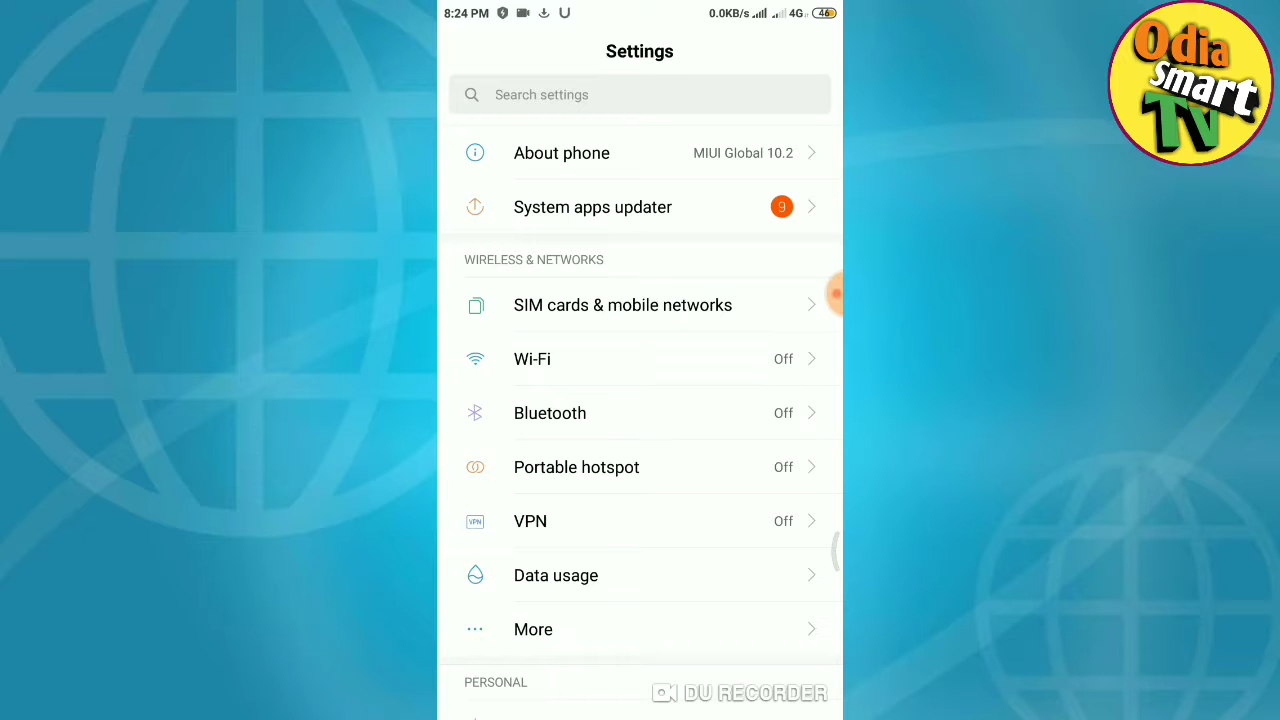 8:24 PM
0.0KB/s 4G 46
Settings
Search settings
About phone MIUI Global 10.2
System apps updater 9
WIRELESS & NETWORKS
SIM cards & mobile networks
Wi-Fi Off
Bluetooth Off
Portable hotspot Off
VPN VPN Off
Data usage
More
PERSONAL
DU RECORDER
Odia
Smart
TV